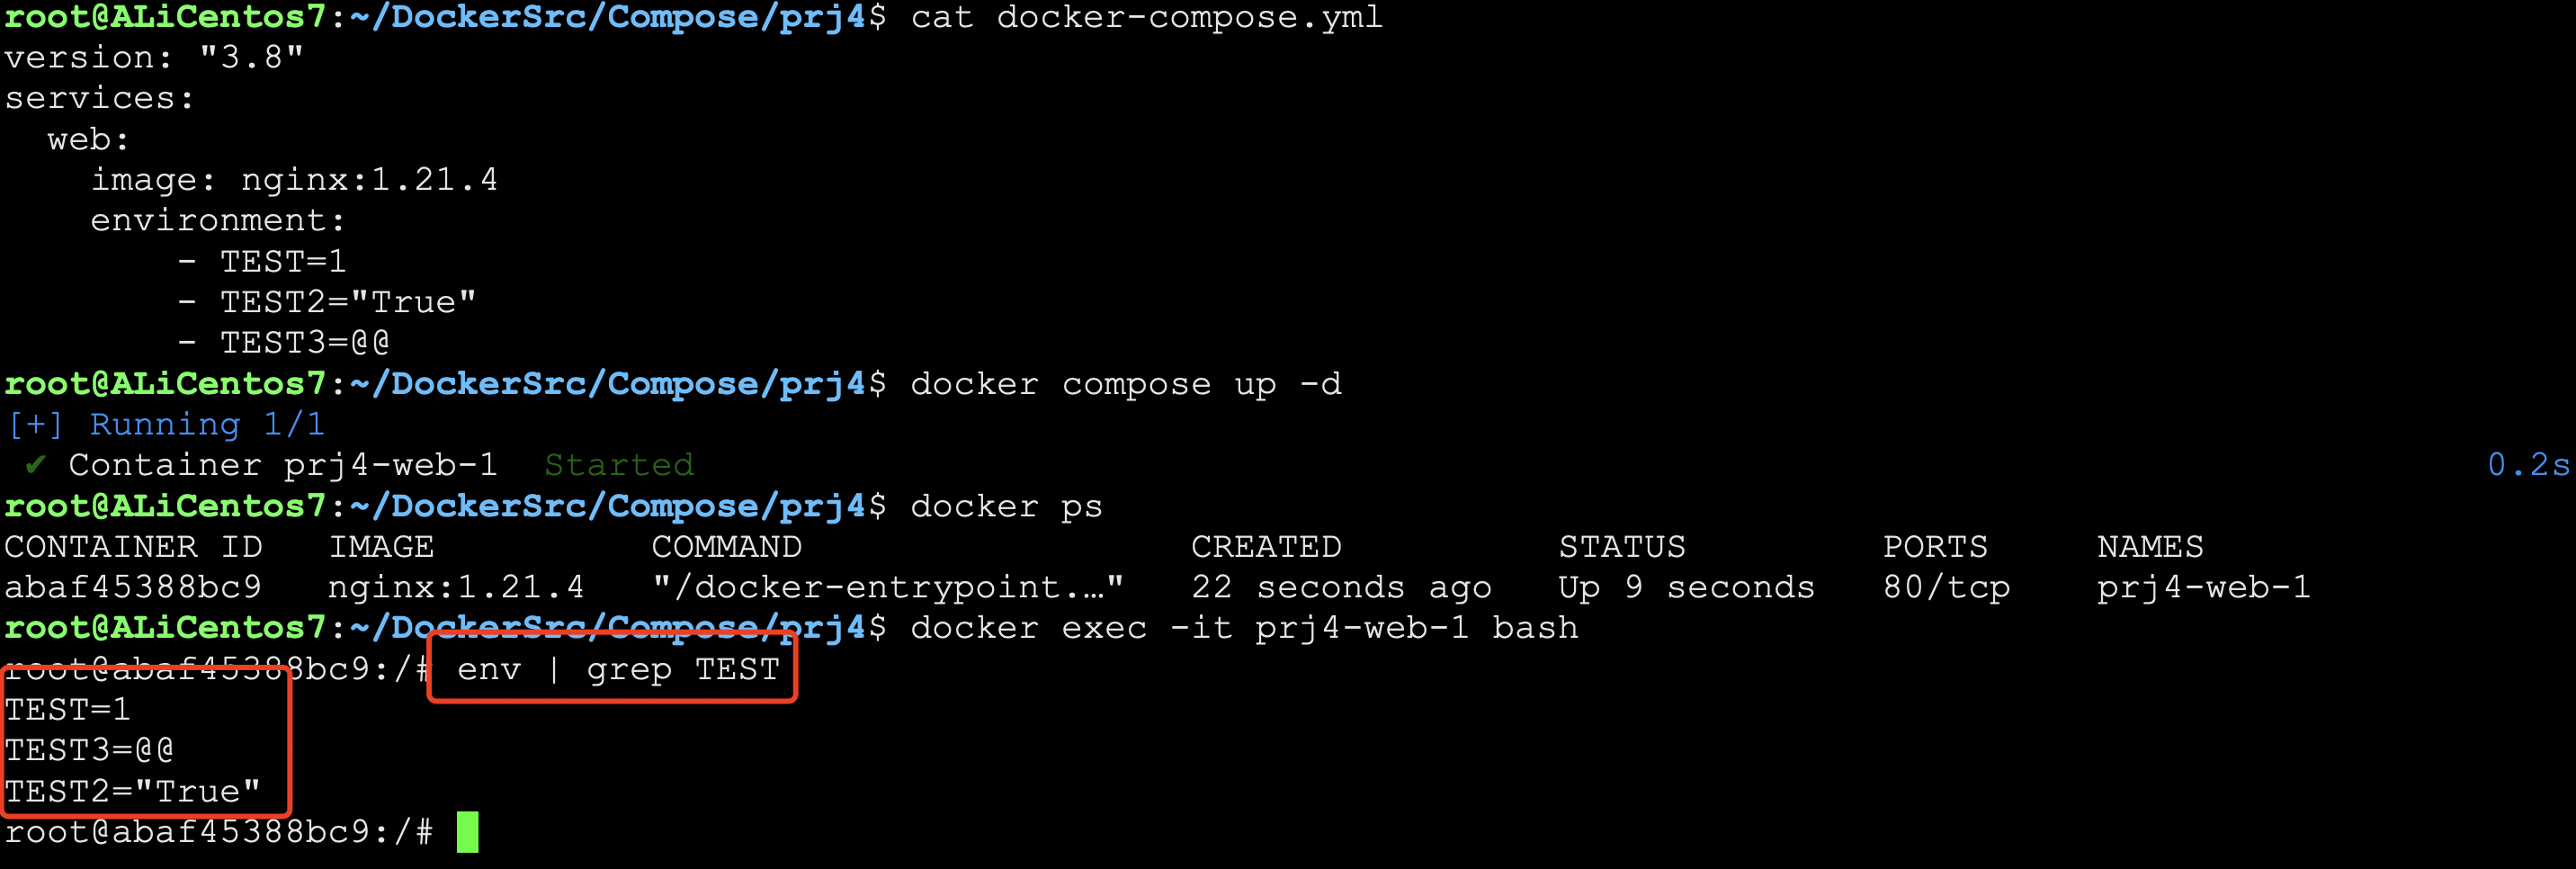 root@ALiCentos7:~/DockerSrc/Compose/prj4$ cat docker-compose.yml
version: "3.8"
services:
  web:
    image: nginx:1.21.4
    environment:
        - TEST=1
        - TEST2="True"
        - TEST3=@@
root@ALiCentos7:~/DockerSrc/Compose/prj4$ docker compose up -d
[+] Running 1/1
 ✔ Container prj4-web-1  Started 0.2s
root@ALiCentos7:~/DockerSrc/Compose/prj4$ docker ps
CONTAINER ID   IMAGE          COMMAND                  CREATED          STATUS         PORTS     NAMES
abaf45388bc9   nginx:1.21.4   "/docker-entrypoint.…"   22 seconds ago   Up 9 seconds   80/tcp    prj4-web-1
root@ALiCentos7:~/DockerSrc/Compose/prj4$ docker exec -it prj4-web-1 bash
root@abaf45388bc9:/# env | grep TEST
TEST=1
TEST3=@@
TEST2="True"
root@abaf45388bc9:/#